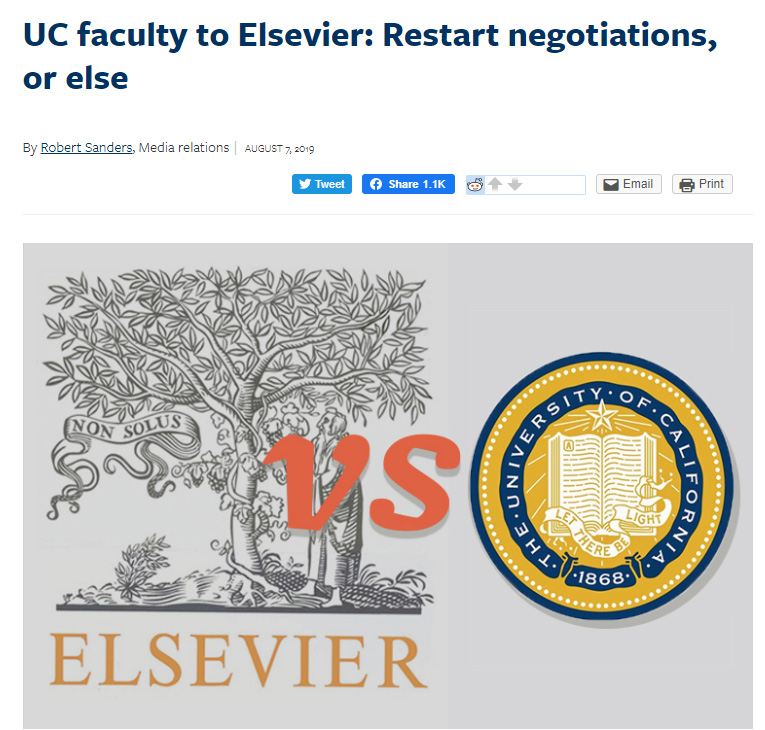 UC faculty to Elsevier: Restart negotiations,
or else
By Robert Sanders, Media relations | AUGUST 7, 2019
Tweet
Share 1.1K
Email
Print
NON SOLUS
VS
ELSEVIER
·THE·UNIVERSITY·OF·CALIFORNIA·
A
LET THERE BE LIGHT
·1868·